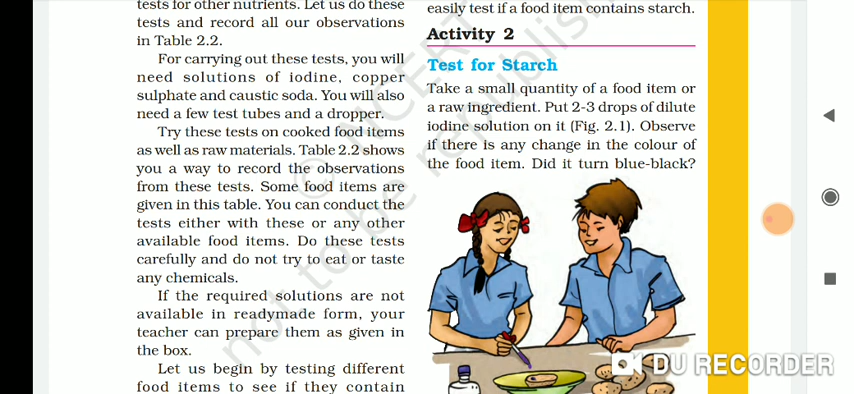 tests for other nutrients. Let us do these
tests and record all our observations
in Table 2.2.
For carrying out these tests, you will
need solutions of iodine, copper
sulphate and caustic soda. You will also
need a few test tubes and a dropper.
Try these tests on cooked food items
as well as raw materials. Table 2.2 shows
you a way to record the observations
from these tests. Some food items are
given in this table. You can conduct the
tests either with these or any other
available food items. Do these tests
carefully and do not try to eat or taste
any chemicals.
If the required solutions are not
available in readymade form, your
teacher can prepare them as given in
the box.
Let us begin by testing different
food items to see if they contain
easily test if a food item contains starch.
Activity 2
Test for Starch
Take a small quantity of a food item or
a raw ingredient. Put 2-3 drops of dilute
iodine solution on it (Fig. 2.1). Observe
if there is any change in the colour of
the food item. Did it turn blue-black?
© NCERT
not to be republish
DU RECORDER